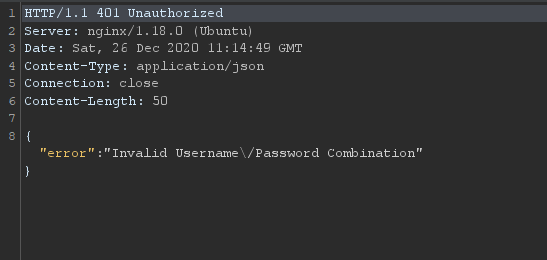 1 HTTP/1.1 401 Unauthorized
2 Server: nginx/1.18.0 (Ubuntu)
3 Date: Sat, 26 Dec 2020 11:14:49 GMT
4 Content-Type: application/json
5 Connection: close
6 Content-Length: 50
7
8 {
"error":"Invalid Username\/Password Combination"
}